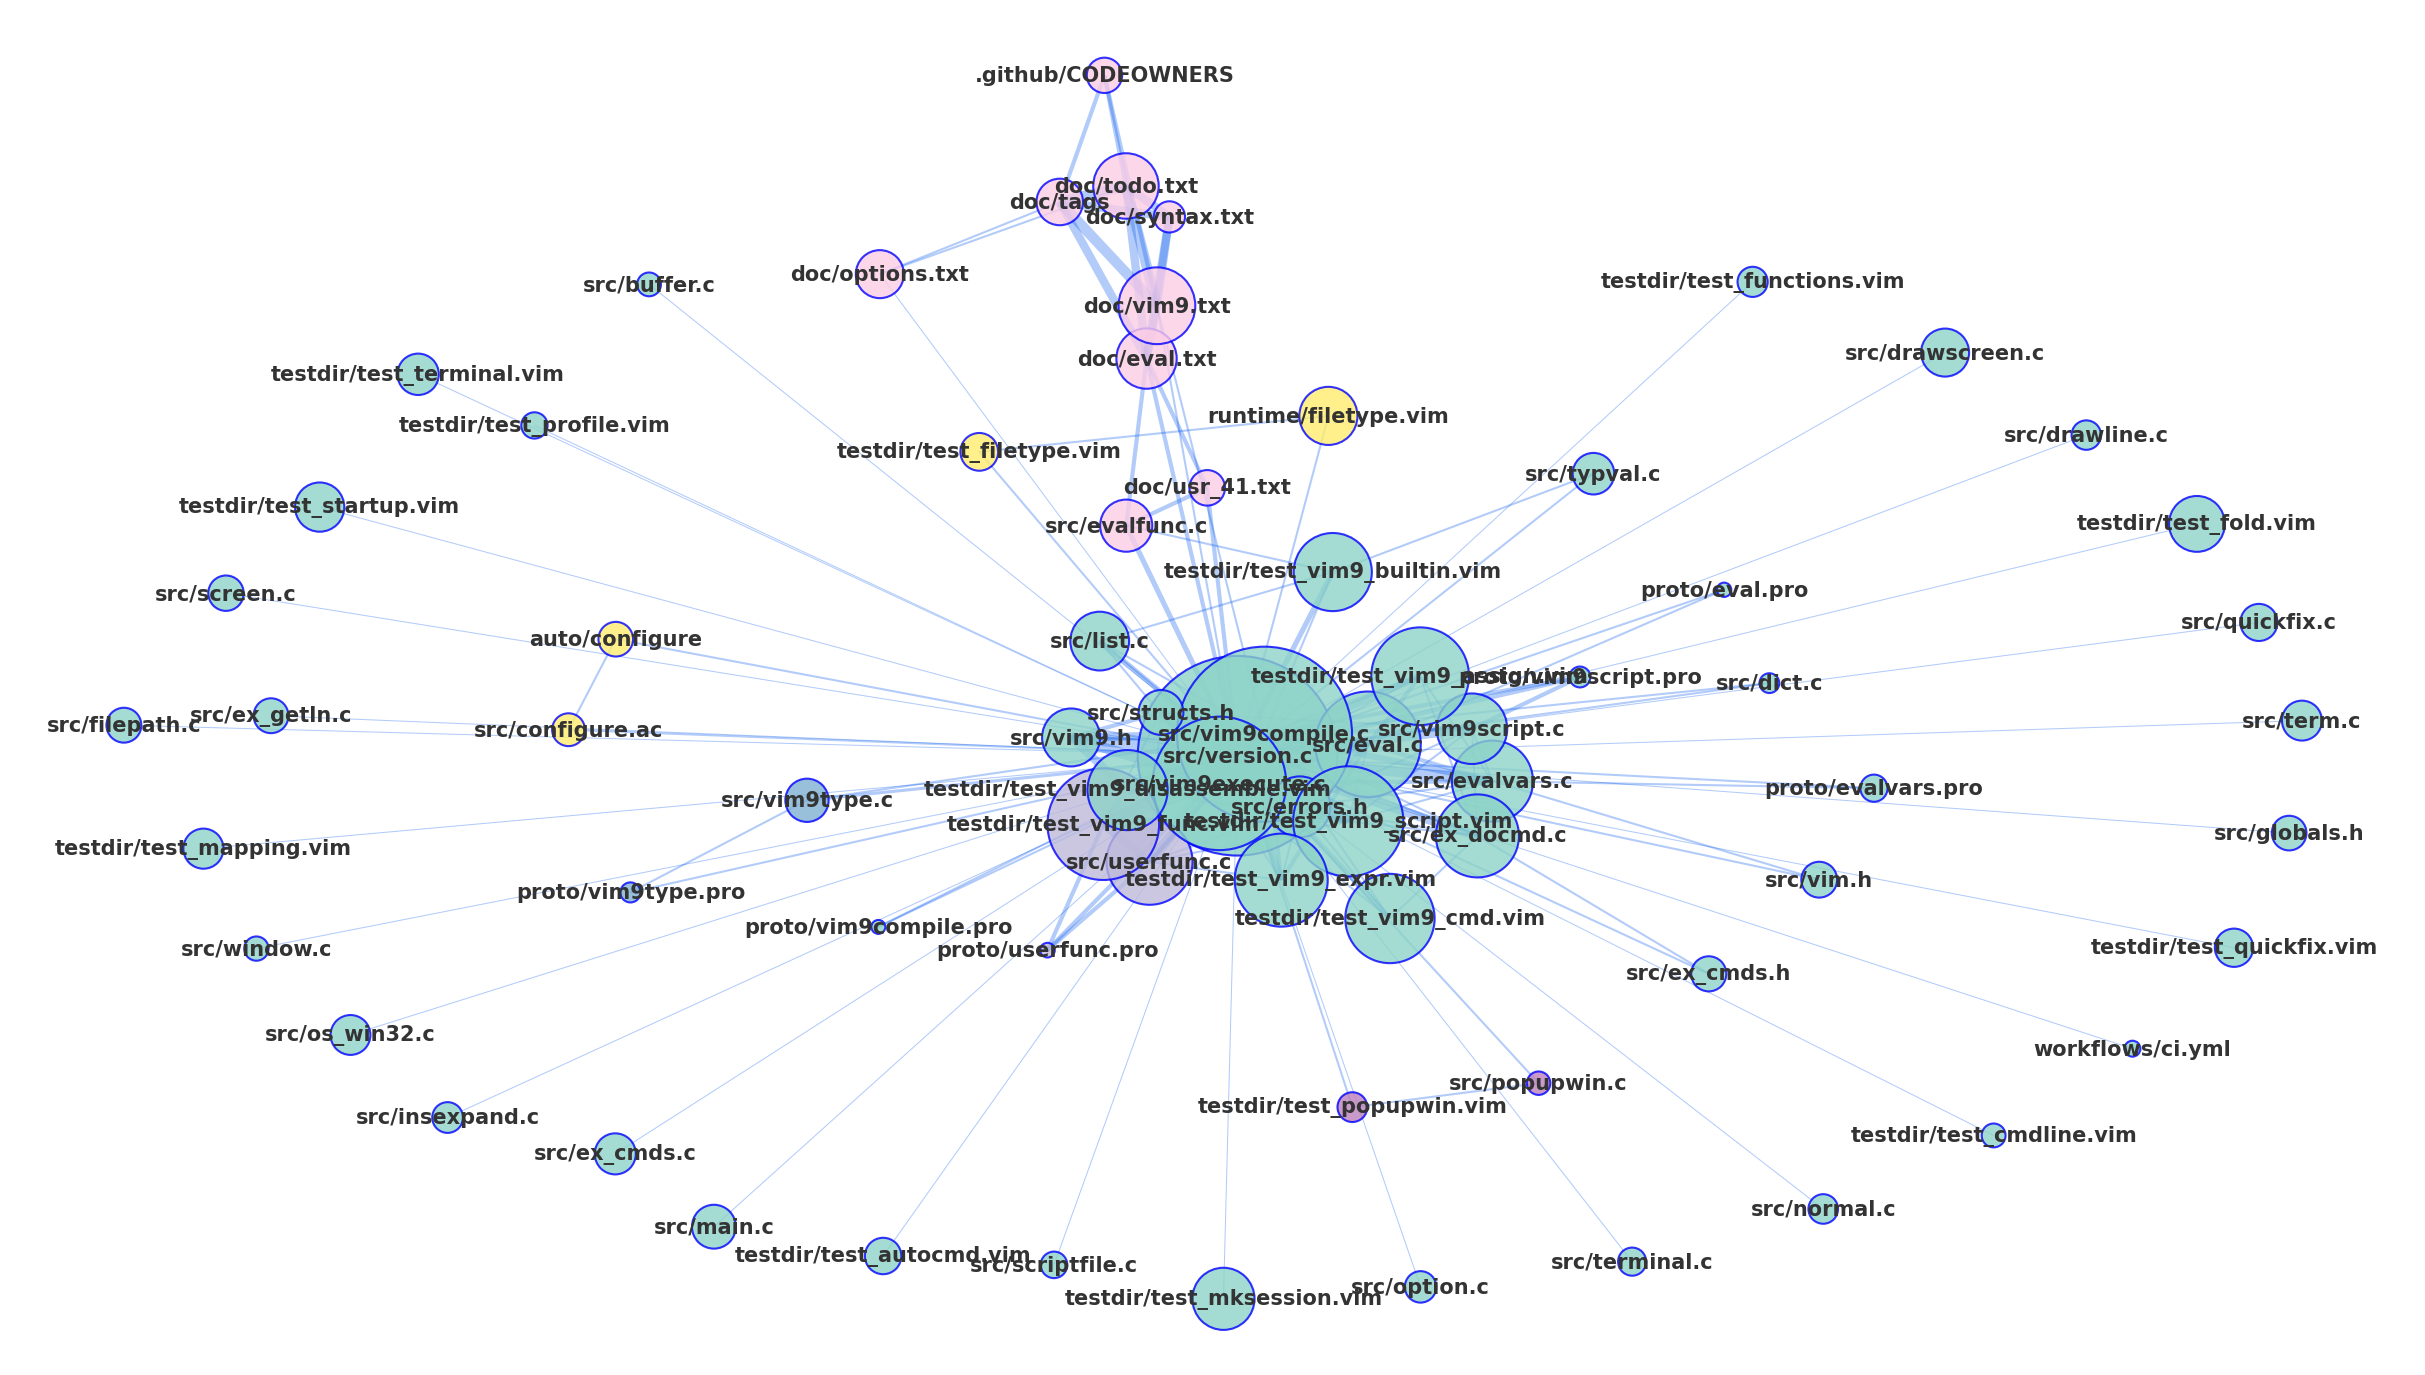 .github/CODEOWNERS
doc/todo.txt
doc/tags
doc/syntax.txt
doc/options.txt
src/buffer.c
testdir/test_functions.vim
doc/vim9.txt
doc/eval.txt
src/drawscreen.c
testdir/test_terminal.vim
testdir/test_profile.vim
runtime/filetype.vim
src/drawline.c
testdir/test_filetype.vim
src/typval.c
doc/usr_41.txt
testdir/test_startup.vim
src/evalfunc.c
testdir/test_fold.vim
testdir/test_vim9_builtin.vim
src/screen.c
proto/eval.pro
src/quickfix.c
auto/configure
src/list.c
testdir/test_vim9_assign.vim
proto/vim9script.pro
src/dict.c
src/filepath.c
src/ex_getln.c
src/structs.h
src/term.c
src/configure.ac
src/vim9.h
src/vim9compile.c
src/vim9script.c
src/eval.c
src/version.c
src/evalvars.c
src/vim9execute.c
testdir/test_vim9_disassemble.vim
proto/evalvars.pro
src/vim9type.c
src/errors.h
testdir/test_vim9_func.vim
testdir/test_vim9_script.vim
src/ex_docmd.c
src/globals.h
testdir/test_mapping.vim
src/userfunc.c
testdir/test_vim9_expr.vim
src/vim.h
proto/vim9type.pro
testdir/test_vim9_cmd.vim
proto/vim9compile.pro
src/window.c
proto/userfunc.pro
testdir/test_quickfix.vim
src/ex_cmds.h
src/os_win32.c
workflows/ci.yml
src/popupwin.c
testdir/test_popupwin.vim
src/insexpand.c
testdir/test_cmdline.vim
src/ex_cmds.c
src/normal.c
src/main.c
testdir/test_autocmd.vim
src/scriptfile.c
src/terminal.c
src/option.c
testdir/test_mksession.vim